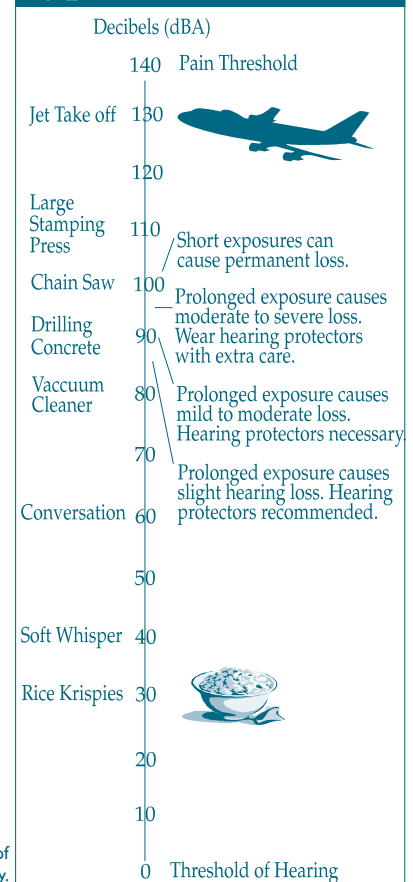 Decibels (dBA)
140 Pain Threshold
Jet Take off 130
120
Large
Stamping
Press
110
Short exposures can
cause permanent loss.
Chain Saw 100
Prolonged exposure causes
moderate to severe loss.
Wear hearing protectors
with extra care.
Drilling
Concrete
90
Vaccuum
Cleaner
80
Prolonged exposure causes
mild to moderate loss.
Hearing protectors necessary.
70
Prolonged exposure causes
slight hearing loss. Hearing
protectors recommended.
Conversation 60
50
Soft Whisper 40
Rice Krispies 30
20
10
of
y.
0 Threshold of Hearing